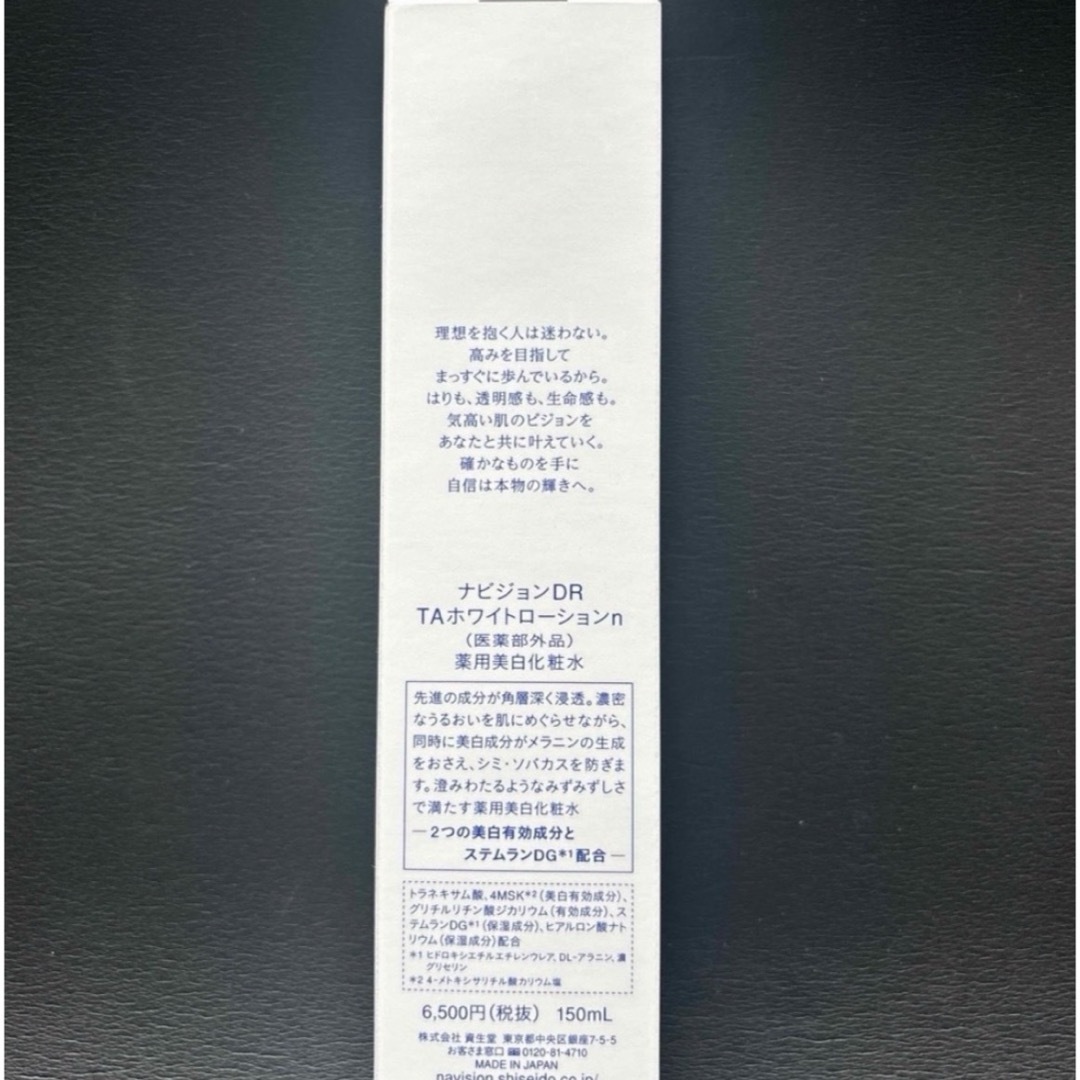 理想を抱く人は迷わない。
高みを目指して
まっすぐに歩んでいるから。
はりも、透明感も、生命感も。
気高い肌のビジョンを
あなたと共に叶えていく。
確かなものを手に
自信は本物の輝きへ。
ナビジョンDR
TAホワイトローションn
（医薬部外品）
薬用美白化粧水
先進の成分が角層深く浸透。濃密
なうるおいを肌にめぐらせながら、
同時に美白成分がメラニンの生成
をおさえ、シミ・ソバカスを防ぎま
す。澄みわたるようなみずみずしさ
で満たす薬用美白化粧水
―2つの美白有効成分と
ステムランDG*1配合―
トラネキサム酸、4MSK*2（美白有効成分）、
グリチルリチン酸ジカリウム（有効成分）、ス
テムランDG*1（保湿成分）、ヒアルロン酸ナト
リウム（保湿成分）配合
*1 ヒドロキシエチルエチレンウレア、DL-アラニン、濃
グリセリン
*2 4-メトキシサリチル酸カリウム塩
6,500円（税抜） 150mL
株式会社 資生堂 東京都中央区銀座7-5-5
お客さま窓口 0120-81-4710
MADE IN JAPAN
navision.shiseido.co.jp/